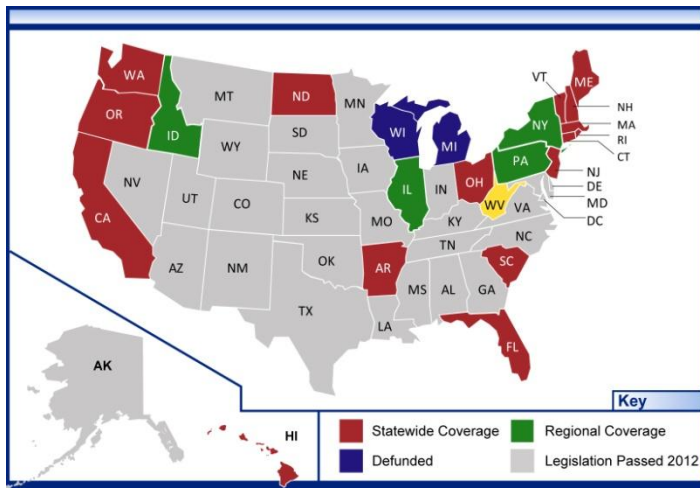 WA
OR
CA
ID
NV
MT
WY
UT
CO
AZ
NM
ND
SD
NE
KS
OK
TX
MN
IA
MO
AR
LA
WI
IL
MI
IN
OH
KY
TN
MS
AL
GA
FL
SC
NC
VA
WV
PA
NY
VT
ME
NH
MA
RI
CT
NJ
DE
MD
DC
AK
HI
Key
Statewide Coverage
Regional Coverage
Defunded
Legislation Passed 2012